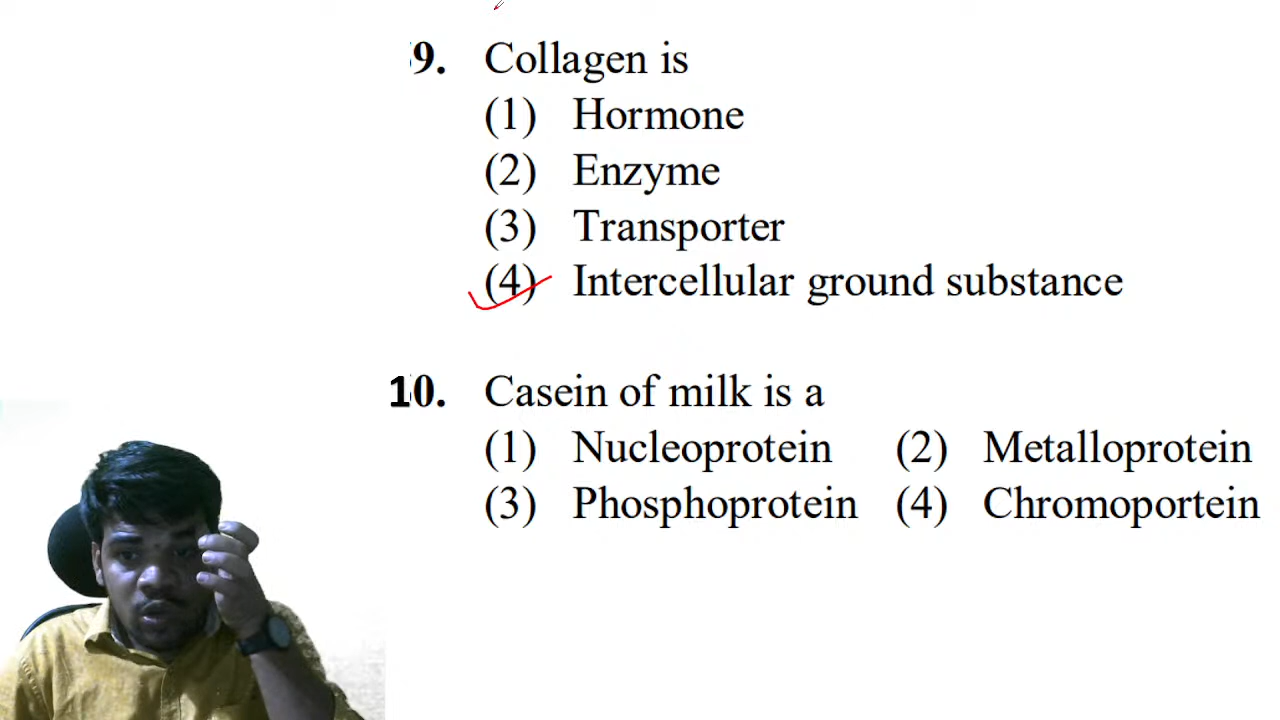 9. Collagen is
(1) Hormone
(2) Enzyme
(3) Transporter
(4) Intercellular ground substance
10. Casein of milk is a
(1) Nucleoprotein (2) Metalloprotein
(3) Phosphoprotein (4) Chromoportein